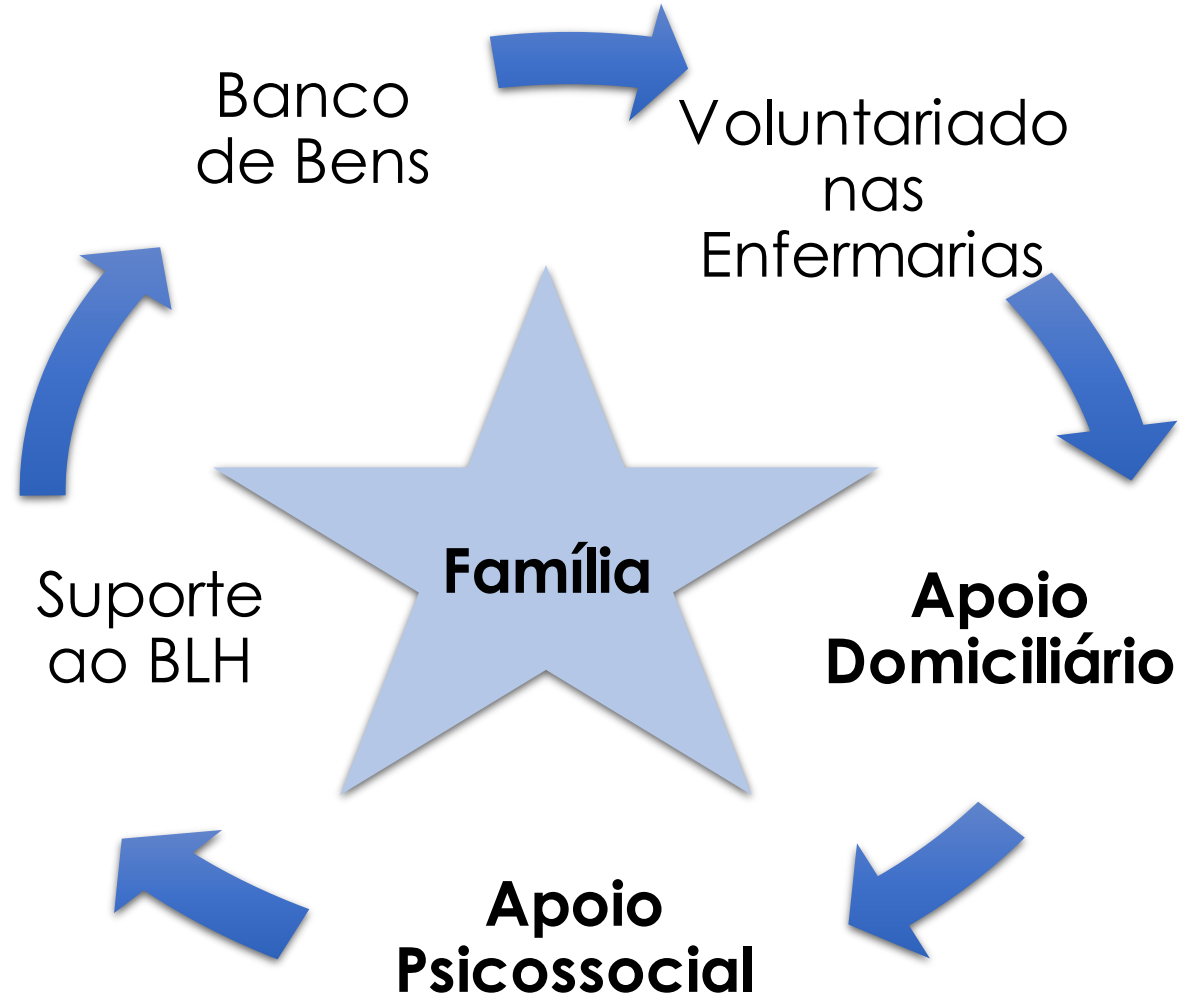 Banco
de Bens
Voluntariado
nas
Enfermarias
Apoio
Domiciliário
Apoio
Psicossocial
Suporte
ao BLH
Família